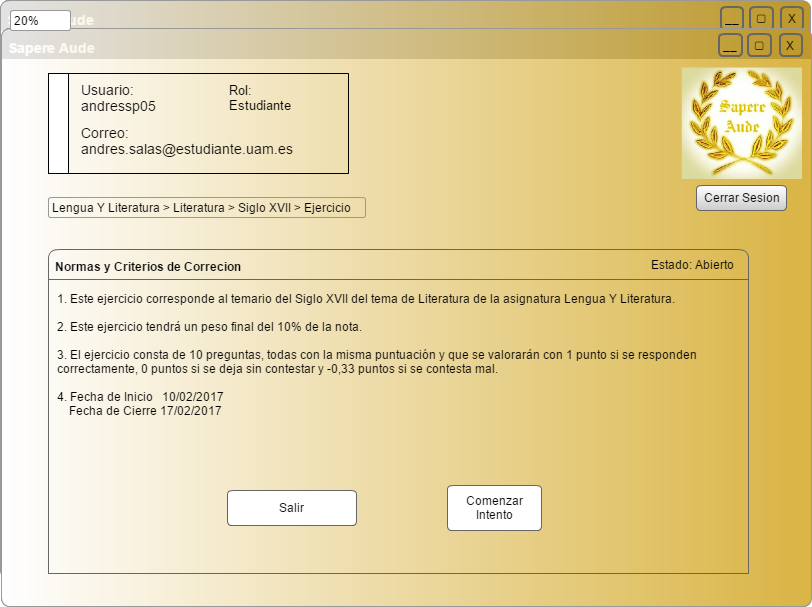 20%
ude
__ □ X
Sapere Aude
__ □ X
Usuario:
andressp05
Rol:
Estudiante
Correo:
andres.salas@estudiante.uam.es
Sapere
Aude
Cerrar Sesion
Lengua Y Literatura > Literatura > Siglo XVII > Ejercicio
Normas y Criterios de Correcion
Estado: Abierto
1. Este ejercicio corresponde al temario del Siglo XVII del tema de Literatura de la asignatura Lengua Y Literatura.
2. Este ejercicio tendrá un peso final del 10% de la nota.
3. El ejercicio consta de 10 preguntas, todas con la misma puntuación y que se valorarán con 1 punto si se responden
correctamente, 0 puntos si se deja sin contestar y -0,33 puntos si se contesta mal.
4. Fecha de Inicio 10/02/2017
Fecha de Cierre 17/02/2017
Salir
Comenzar
Intento